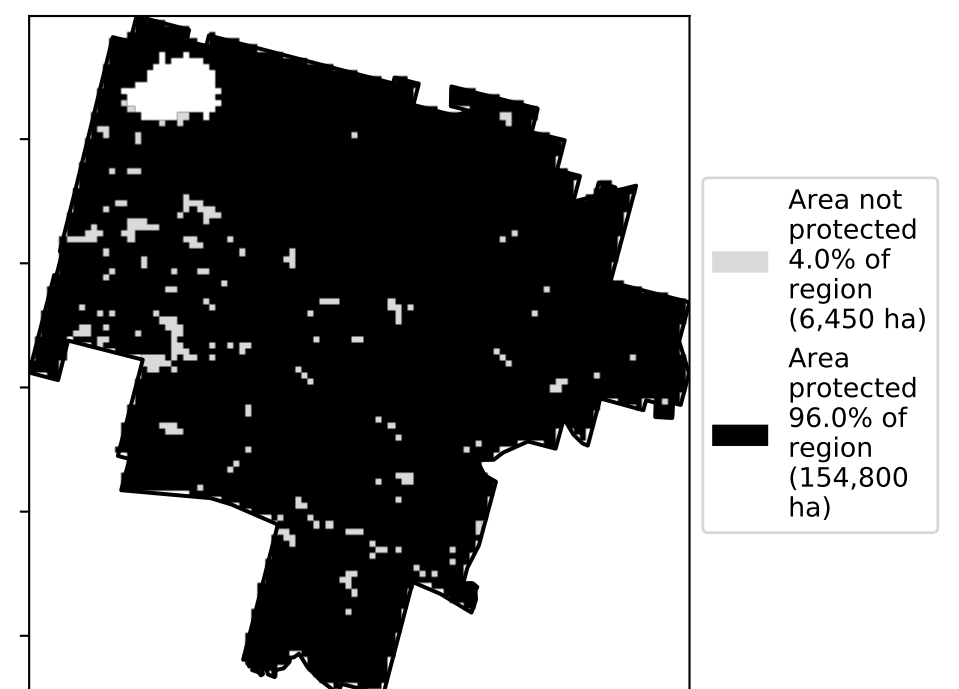 Area not
protected
4.0% of
region
(6,450 ha)
Area
protected
96.0% of
region
(154,800
ha)